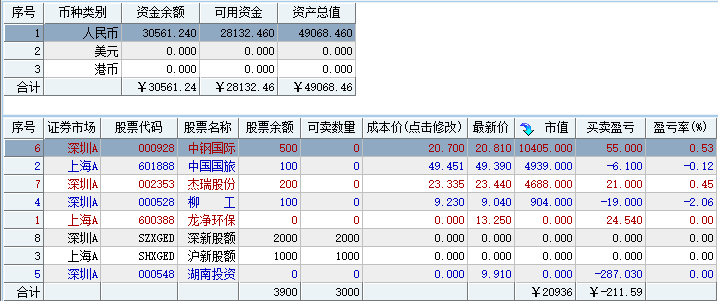 序号 币种类别 资金余额 可用资金 资产总值
1 人民币 30561.240 28132.460 49068.460
2 美元 0.000 0.000 0.000
3 港币 0.000 0.000 0.000
合计 ￥30561.24 ￥28132.46 ￥49068.46
序号 证券市场 股票代码 股票名称 股票余额 可卖数量 成本价(点击修改) 最新价 市值 买卖盈亏 盈亏率(%)
6 深圳A 000928 中钢国际 500 0 20.700 20.810 10405.000 55.000 0.53
2 上海A 601888 中国国旅 100 0 49.451 49.390 4939.000 -6.100 -0.12
7 深圳A 002353 杰瑞股份 200 0 23.335 23.440 4688.000 21.000 0.45
4 深圳A 000528 柳 工 100 0 9.230 9.040 904.000 -19.000 -2.06
1 上海A 600388 龙净环保 0 0 0.000 13.250 0.000 24.540 0.00
8 深圳A SZXGED 深新股额 2000 2000 0.000 0.000 0.000 0.000 0.00
3 上海A SHXGED 沪新股额 1000 1000 0.000 0.000 0.000 0.000 0.00
5 深圳A 000548 湖南投资 0 0 0.000 9.910 0.000 -287.030 0.00
合计 3900 3000 ￥20936 ￥-211.59